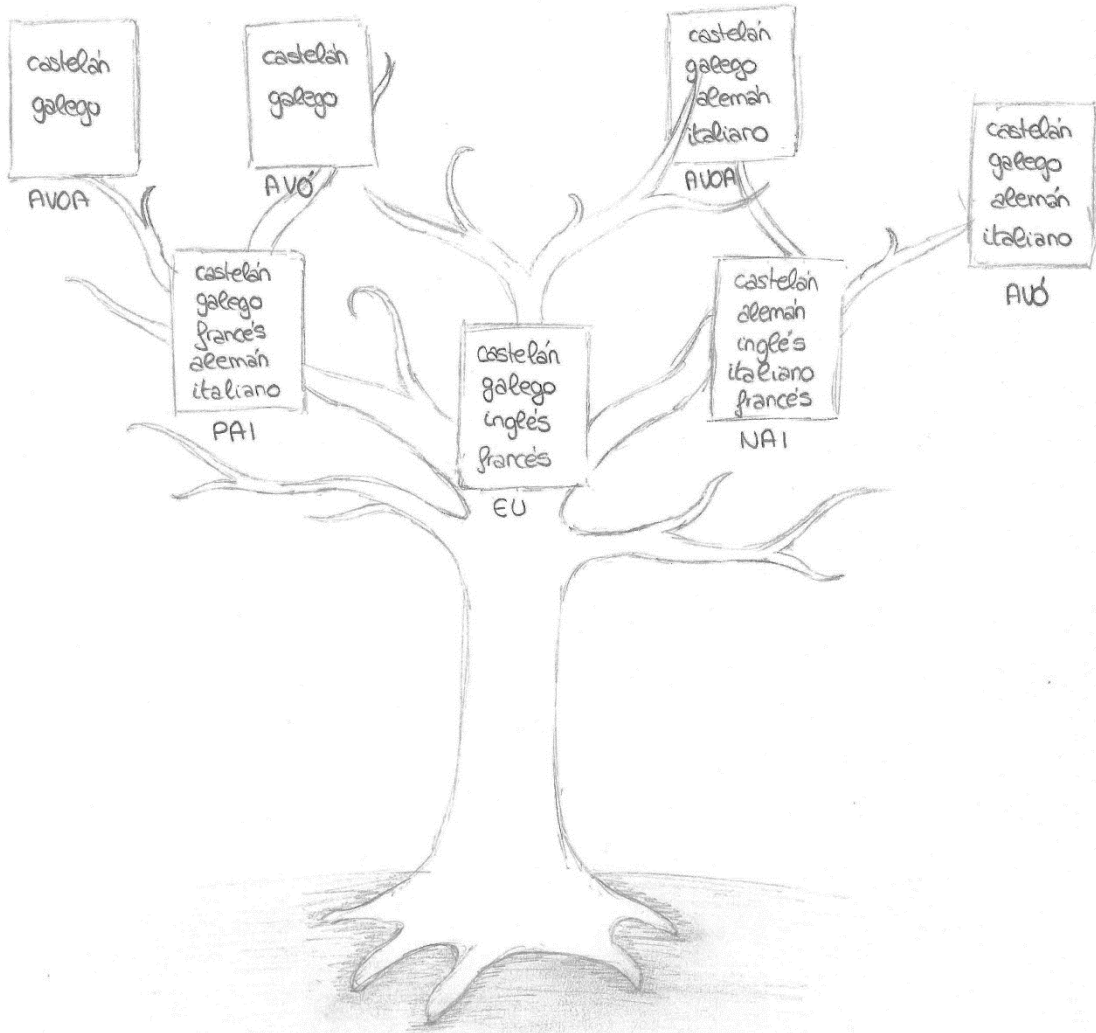 castelán
galego
AVOA
castelán
galego
AVÓ
castelán
galego
alemán
italiano
AVOA
castelán
galego
alemán
italiano
AVÓ
castelán
galego
francés
alemán
italiano
PAI
castelán
galego
inglés
francés
EU
castelán
alemán
inglés
italiano
francés
NAI